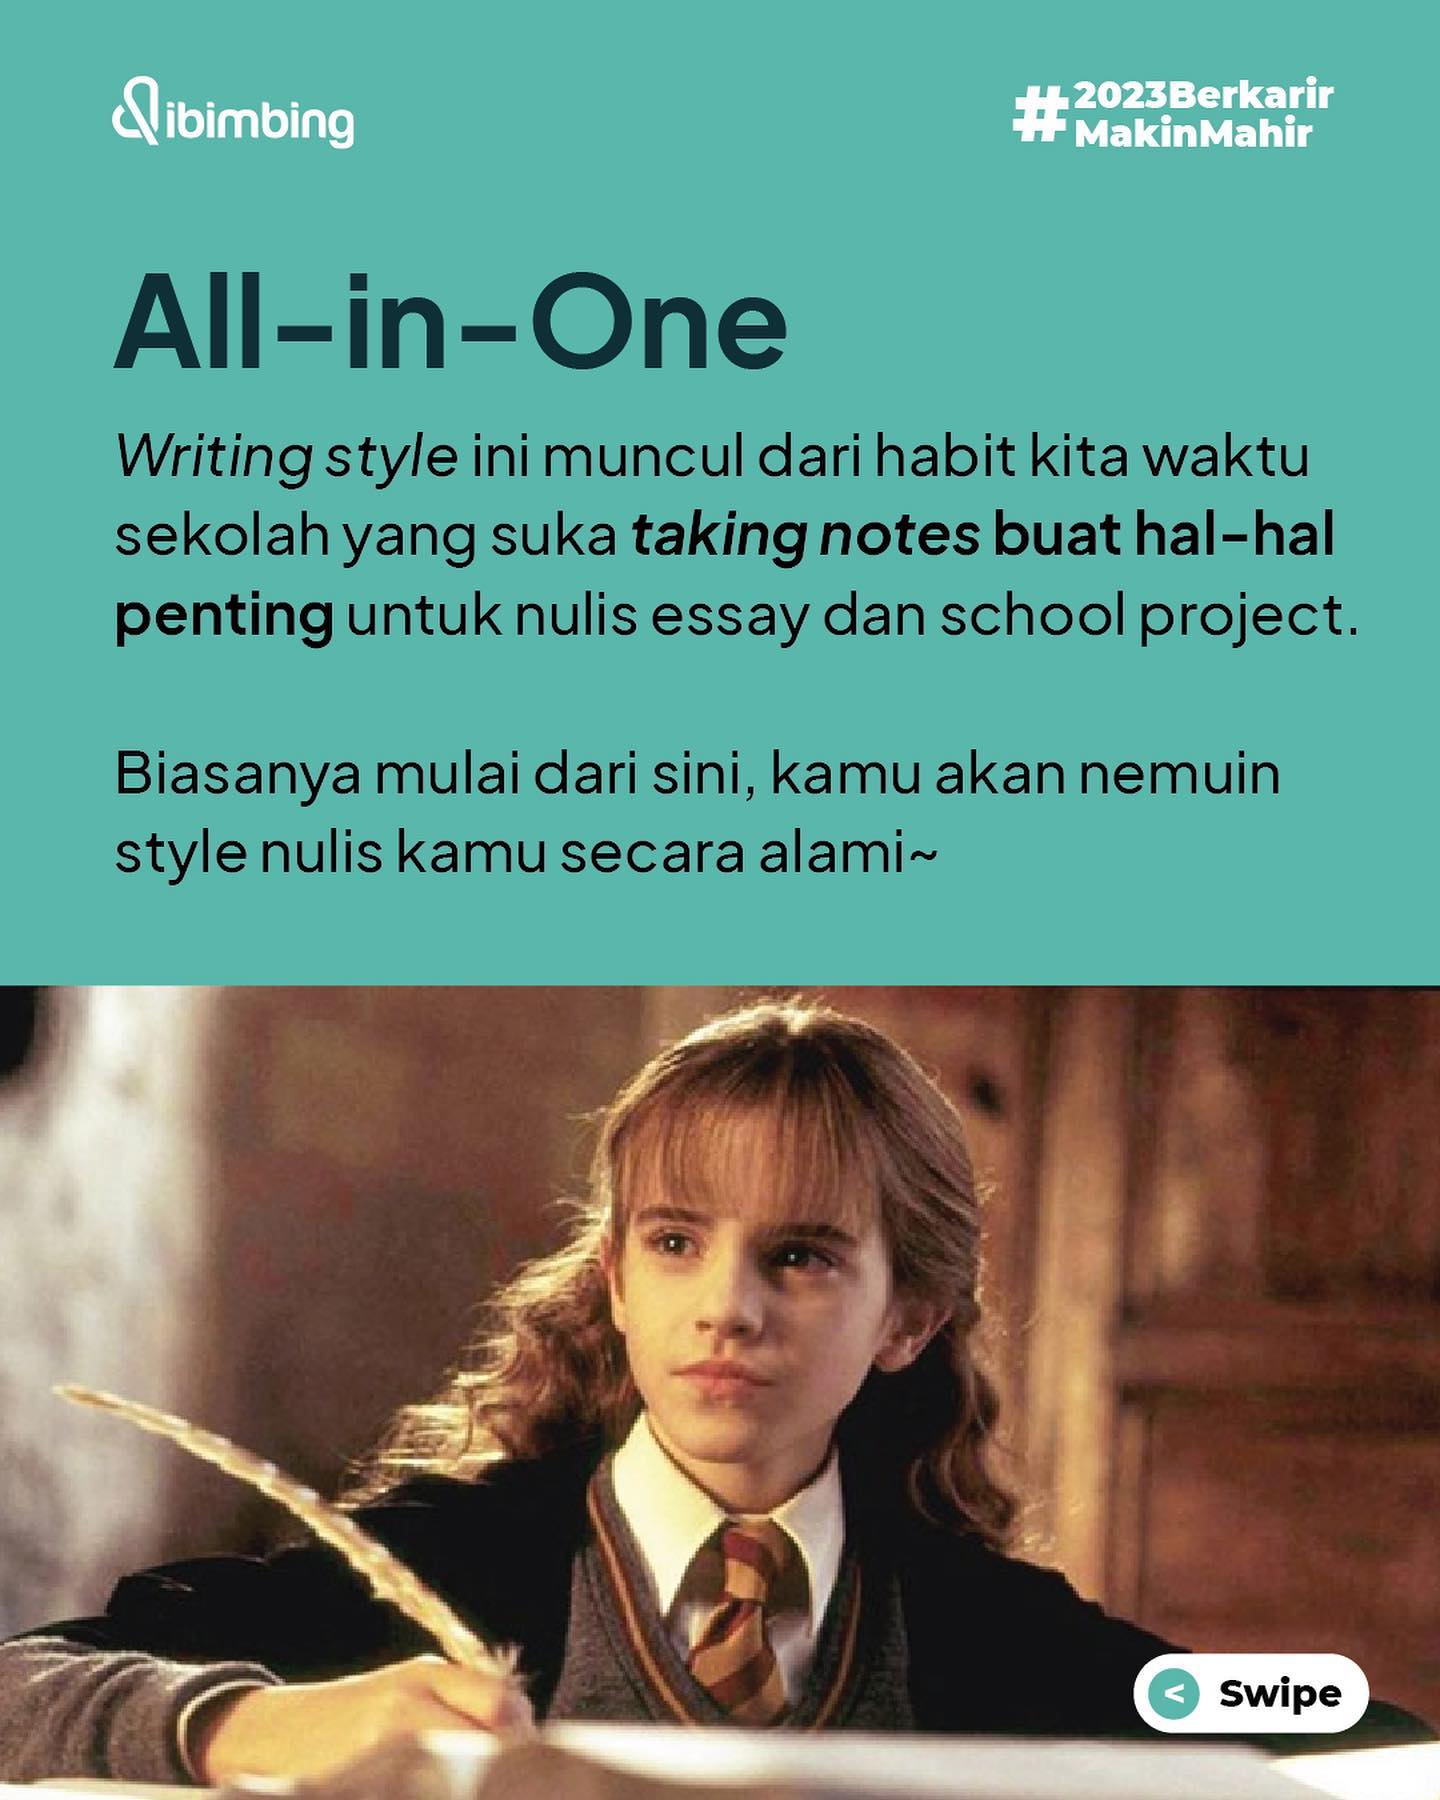 dibimbing
#2023Berkarir
MakinMahir
All-in-One
Writing style ini muncul dari habit kita waktu
sekolah yang suka taking notes buat hal-hal
penting untuk nulis essay dan school project.
Biasanya mulai dari sini, kamu akan nemuin
style nulis kamu secara alami~
< Swipe